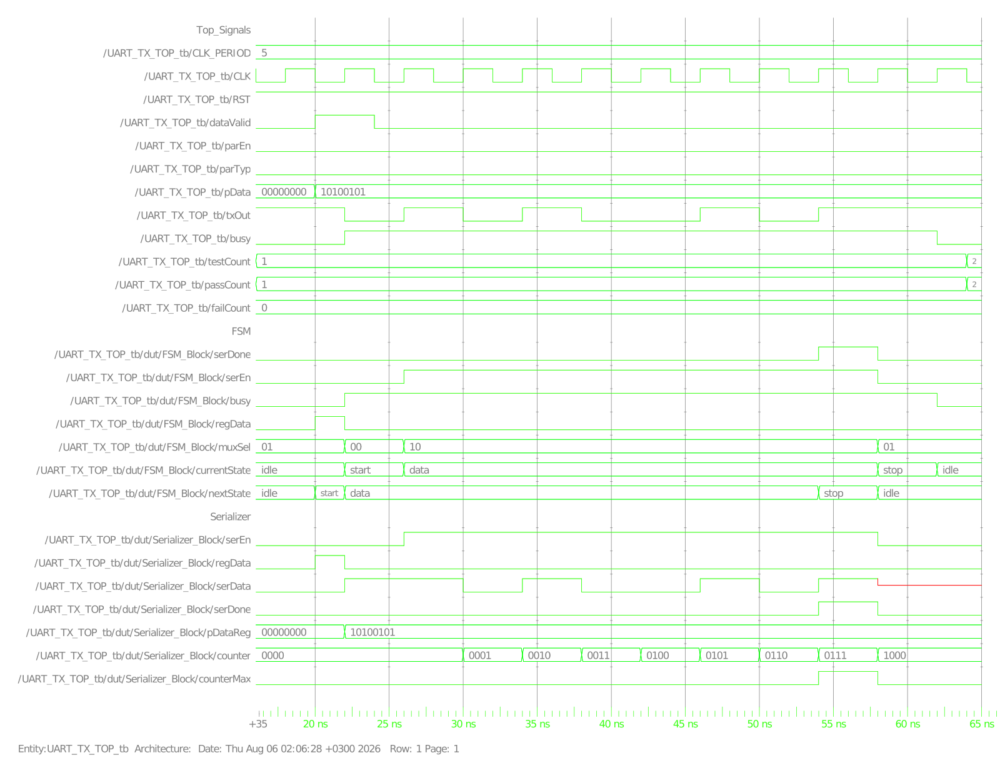 Top_Signals
/UART_TX_TOP_tb/CLK_PERIOD 5
/UART_TX_TOP_tb/CLK
/UART_TX_TOP_tb/RST
/UART_TX_TOP_tb/dataValid
/UART_TX_TOP_tb/parEn
/UART_TX_TOP_tb/parTyp
/UART_TX_TOP_tb/pData 00000000 10100101
/UART_TX_TOP_tb/txOut
/UART_TX_TOP_tb/busy
/UART_TX_TOP_tb/testCount 1 2
/UART_TX_TOP_tb/passCount 1 2
/UART_TX_TOP_tb/failCount 0
FSM
/UART_TX_TOP_tb/dut/FSM_Block/serDone
/UART_TX_TOP_tb/dut/FSM_Block/serEn
/UART_TX_TOP_tb/dut/FSM_Block/busy
/UART_TX_TOP_tb/dut/FSM_Block/regData
/UART_TX_TOP_tb/dut/FSM_Block/muxSel 01 00 10 01
/UART_TX_TOP_tb/dut/FSM_Block/currentState idle start data stop idle
/UART_TX_TOP_tb/dut/FSM_Block/nextState idle start data stop idle
Serializer
/UART_TX_TOP_tb/dut/Serializer_Block/serEn
/UART_TX_TOP_tb/dut/Serializer_Block/regData
/UART_TX_TOP_tb/dut/Serializer_Block/serData
/UART_TX_TOP_tb/dut/Serializer_Block/serDone
/UART_TX_TOP_tb/dut/Serializer_Block/pDataReg 00000000 10100101
/UART_TX_TOP_tb/dut/Serializer_Block/counter 0000 0001 0010 0011 0100 0101 0110 0111 1000
/UART_TX_TOP_tb/dut/Serializer_Block/counterMax
+35 20 ns 25 ns 30 ns 35 ns 40 ns 45 ns 50 ns 55 ns 60 ns 65 ns
Entity:UART_TX_TOP_tb Architecture: Date: Thu Aug 06 02:06:28 +0300 2026 Row: 1 Page: 1